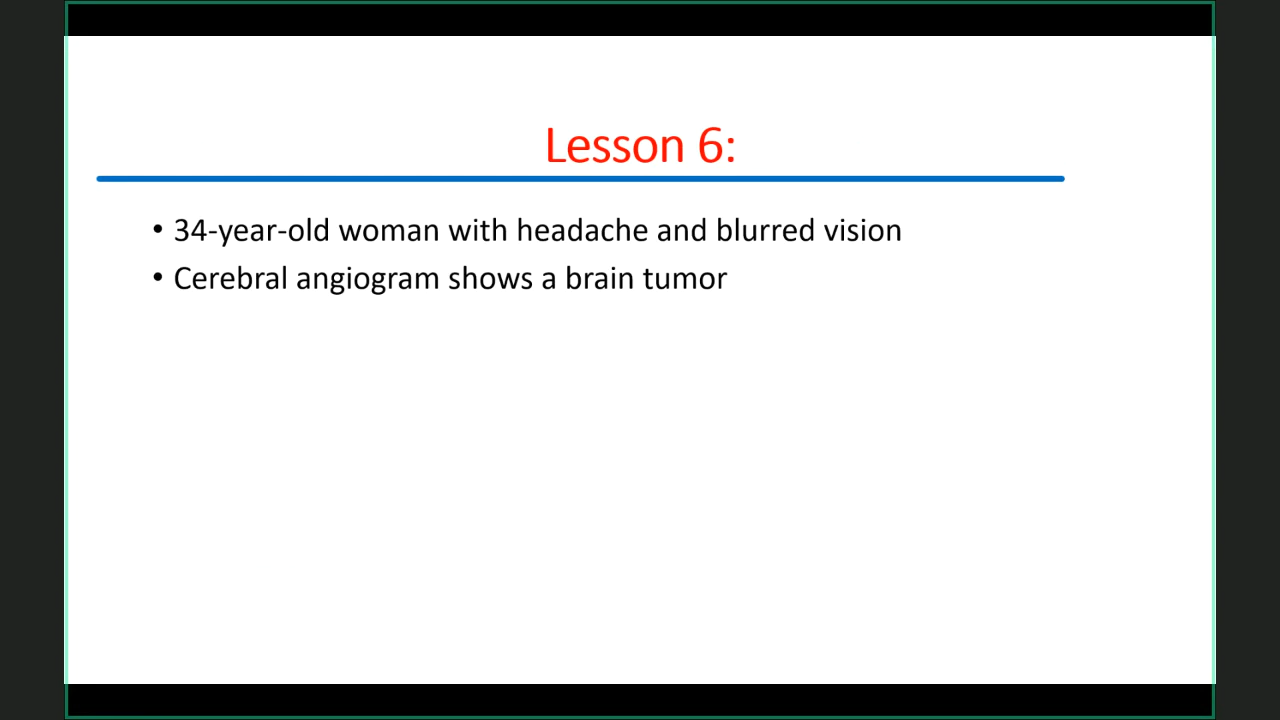 Lesson 6:
• 34-year-old woman with headache and blurred vision
• Cerebral angiogram shows a brain tumor